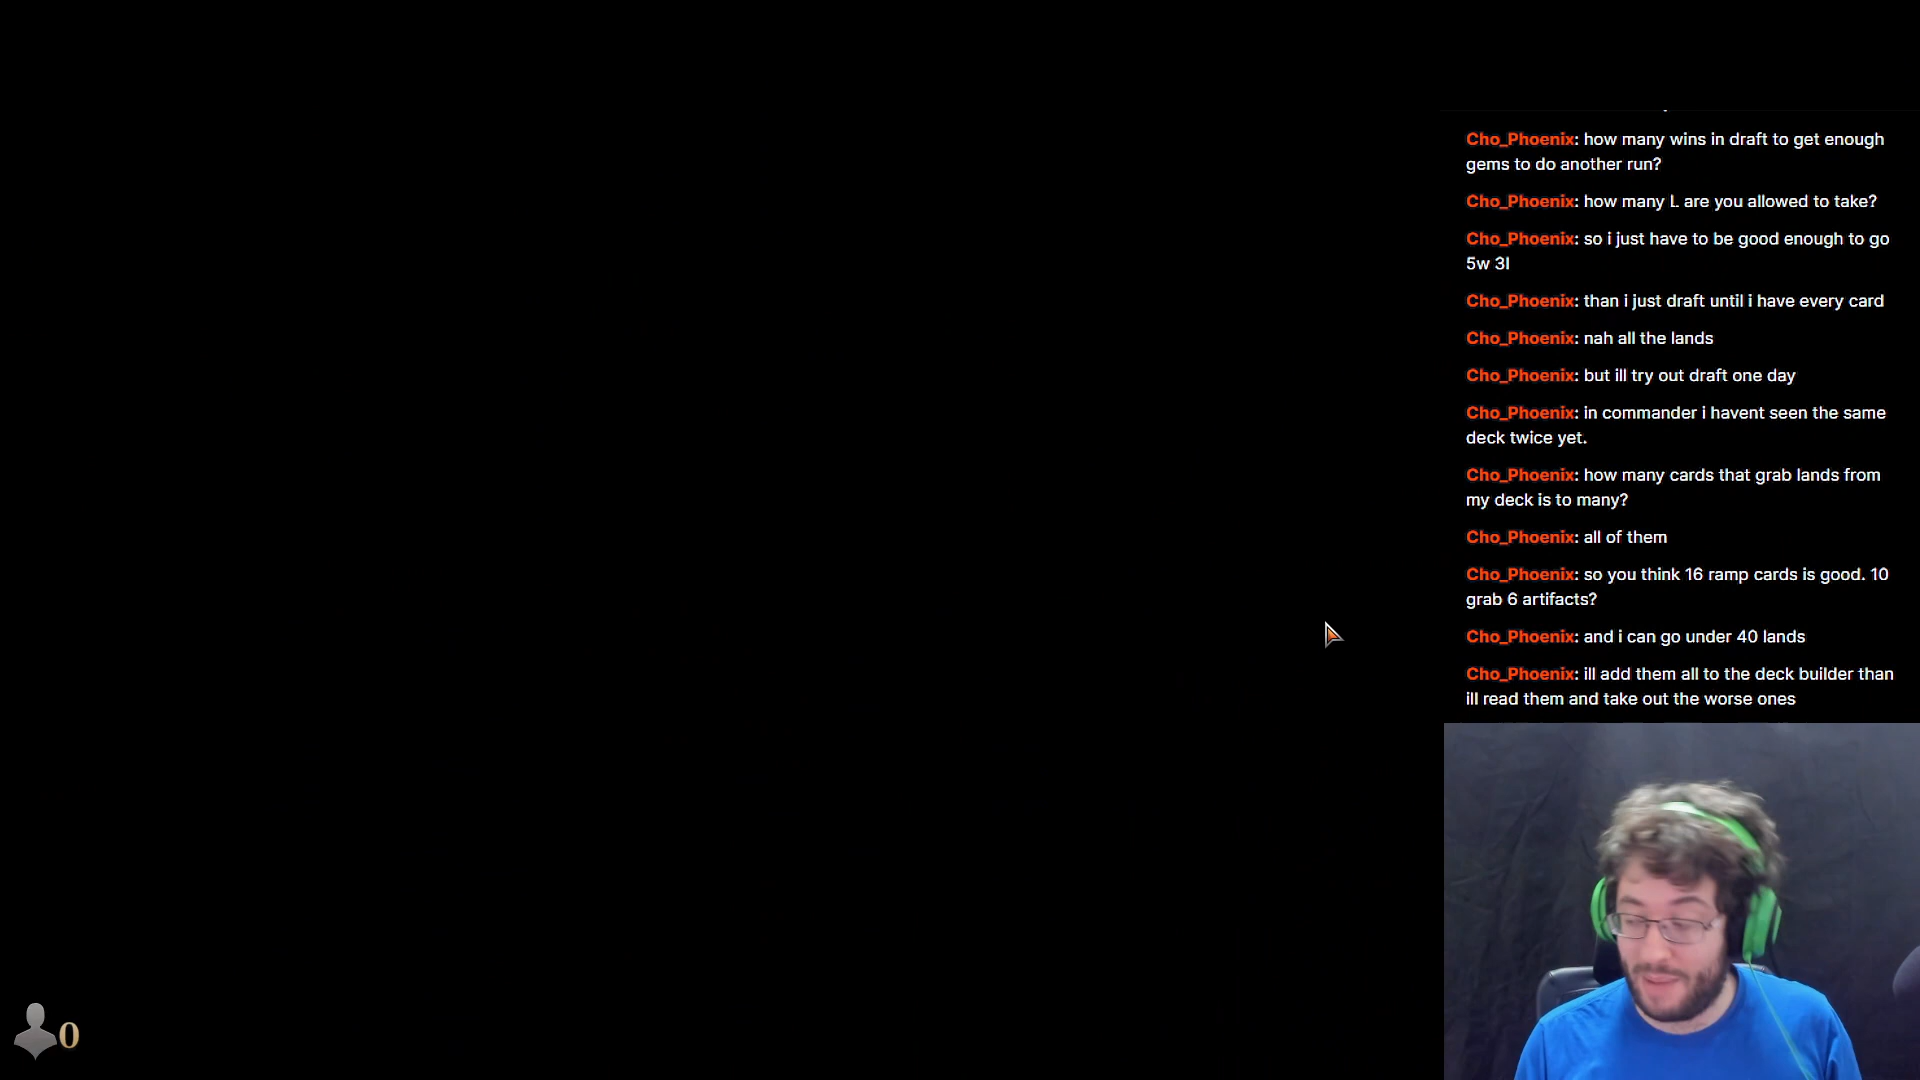 Cho_Phoenix: how many wins in draft to get enough
gems to do another run?
Cho_Phoenix: how many L are you allowed to take?
Cho_Phoenix: so i just have to be good enough to go
5w 3l
Cho_Phoenix: than i just draft until i have every card
Cho_Phoenix: nah all the lands
Cho_Phoenix: but ill try out draft one day
Cho_Phoenix: in commander i havent seen the same
deck twice yet.
Cho_Phoenix: how many cards that grab lands from
my deck is to many?
Cho_Phoenix: all of them
Cho_Phoenix: so you think 16 ramp cards is good. 10
grab 6 artifacts?
Cho_Phoenix: and i can go under 40 lands
Cho_Phoenix: ill add them all to the deck builder than
ill read them and take out the worse ones
0